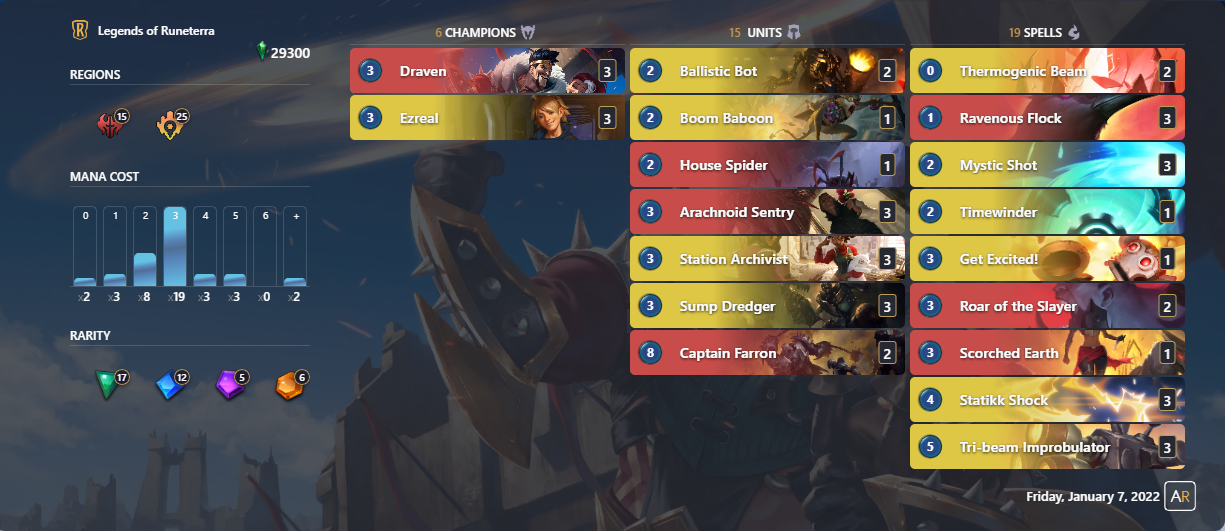 Legends of Runeterra
29300
REGIONS
15 25
MANA COST
0 1 2 3 4 5 6 +
x2 x3 x8 x19 x3 x3 x0 x2
RARITY
17 12 5 6
6 CHAMPIONS
3 Draven 3
3 Ezreal 3
15 UNITS
2 Ballistic Bot 2
2 Boom Baboon 1
2 House Spider 1
3 Arachnoid Sentry 3
3 Station Archivist 3
3 Sump Dredger 3
8 Captain Farron 2
19 SPELLS
0 Thermogenic Beam 2
1 Ravenous Flock 3
2 Mystic Shot 3
2 Timewinder 1
3 Get Excited! 1
3 Roar of the Slayer 2
3 Scorched Earth 1
4 Statikk Shock 3
5 Tri-beam Improbulator 3
Friday, January 7, 2022 AR